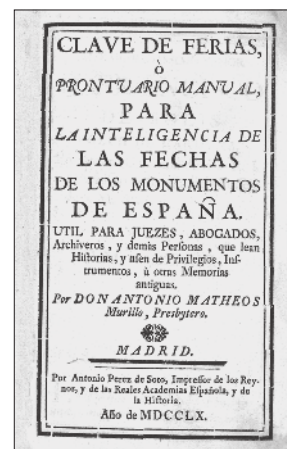 CLAVE DE FERIAS,
ò
PRONTVARIO MANUAL,
PARA
LA INTELIGENCIA DE
LAS FECHAS
DE LOS MONUMENTOS
DE ESPAÑA.
UTIL PARA JUEZES, ABOGADOS,
Archiveros, y demás Personas, que lean
Historias, y usen de Privilegios, Ins-
trumentos, ù otras Memorias
antiguas.
Por DON ANTONIO MATHEOS
Murillo, Presbytero.
MADRID.
Por Antonio Perez de Soto, Impressor de los Rey-
nos, y de las Reales Academias Española, y de
la Historia.
Año de MDCCLX.